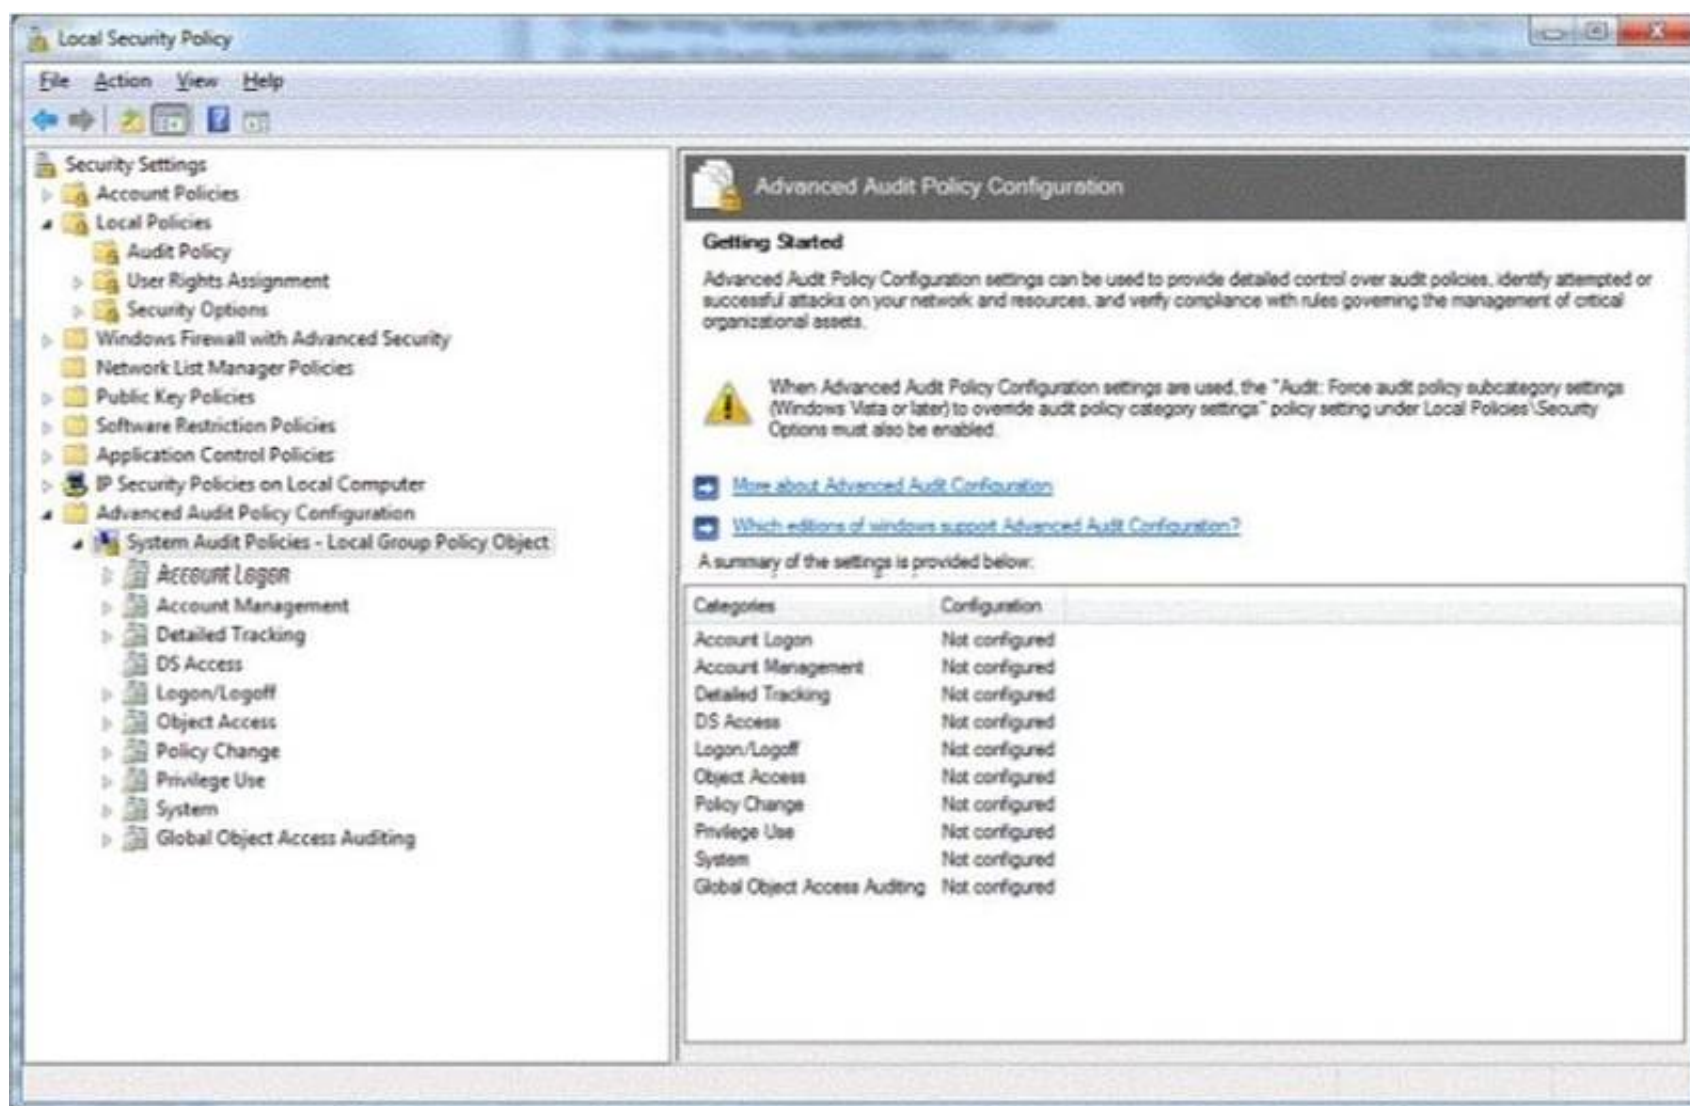 Local Security Policy
File Action View Help
Security Settings
Account Policies
Local Policies
Audit Policy
User Rights Assignment
Security Options
Windows Firewall with Advanced Security
Network List Manager Policies
Public Key Policies
Software Restriction Policies
Application Control Policies
IP Security Policies on Local Computer
Advanced Audit Policy Configuration
System Audit Policies - Local Group Policy Object
Account Logon
Account Management
Detailed Tracking
DS Access
Logon/Logoff
Object Access
Policy Change
Privilege Use
System
Global Object Access Auditing
Advanced Audit Policy Configuration
Getting Started
Advanced Audit Policy Configuration settings can be used to provide detailed control over audit policies, identify attempted or
successful attacks on your network and resources, and verify compliance with rules governing the management of critical
organizational assets.
When Advanced Audit Policy Configuration settings are used, the "Audit: Force audit policy subcategory settings
(Windows Vista or later) to override audit policy category settings" policy setting under Local Policies\Security
Options must also be enabled.
More about Advanced Audit Configuration
Which editions of windows support Advanced Audit Configuration?
A summary of the settings is provided below:
Categories Configuration
Account Logon Not configured
Account Management Not configured
Detailed Tracking Not configured
DS Access Not configured
Logon/Logoff Not configured
Object Access Not configured
Policy Change Not configured
Privilege Use Not configured
System Not configured
Global Object Access Auditing Not configured